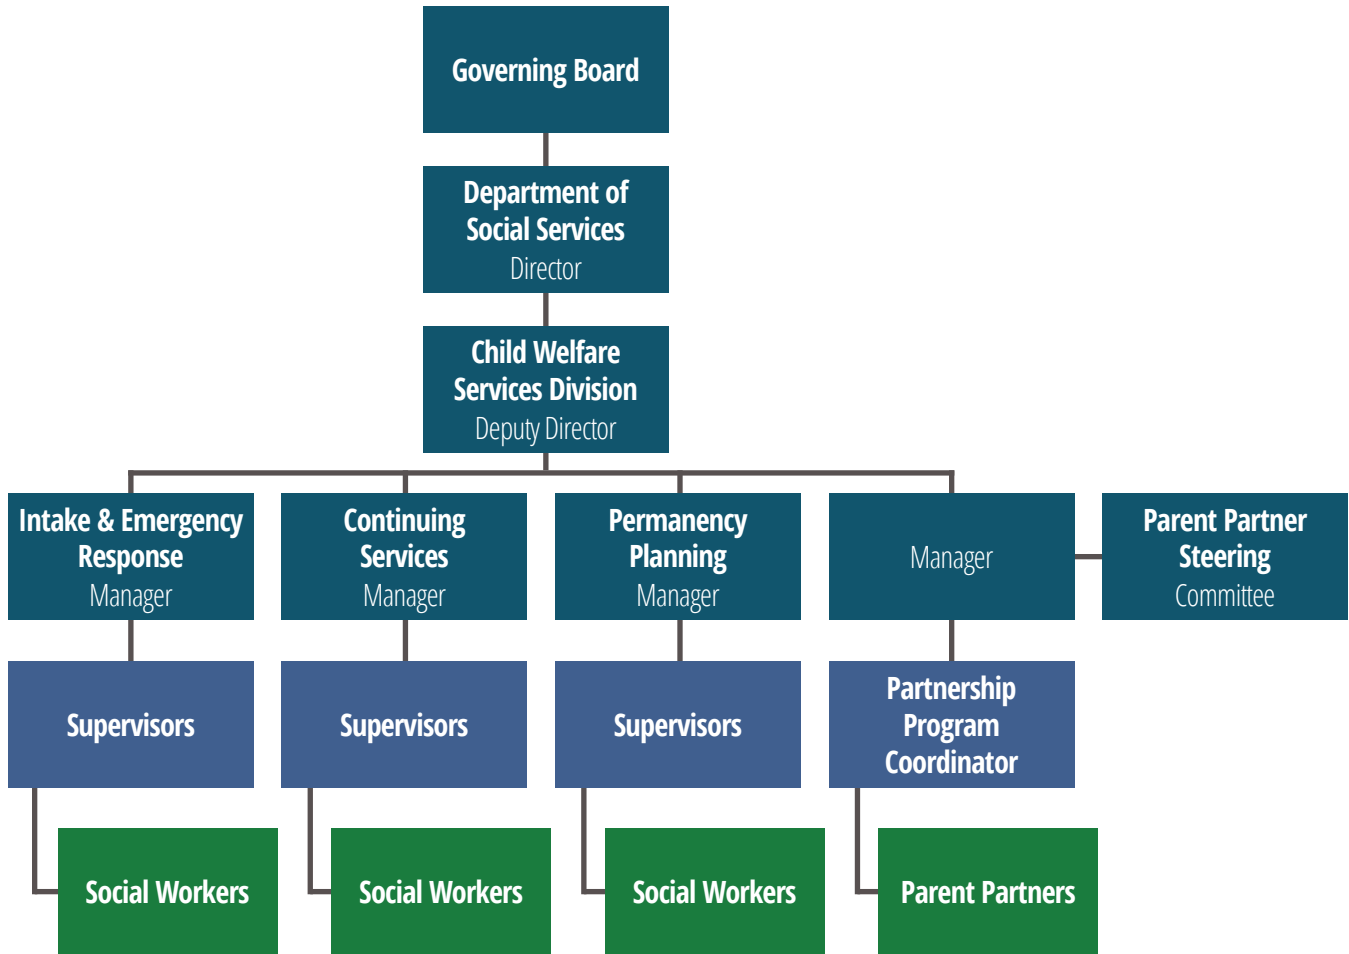 Governing Board
Department of
Social Services
Director
Child Welfare
Services Division
Deputy Director
Intake & Emergency
Response
Manager
Continuing
Services
Manager
Permanency
Planning
Manager
Manager
Parent Partner
Steering
Committee
Supervisors
Supervisors
Supervisors
Partnership
Program
Coordinator
Social Workers
Social Workers
Social Workers
Parent Partners